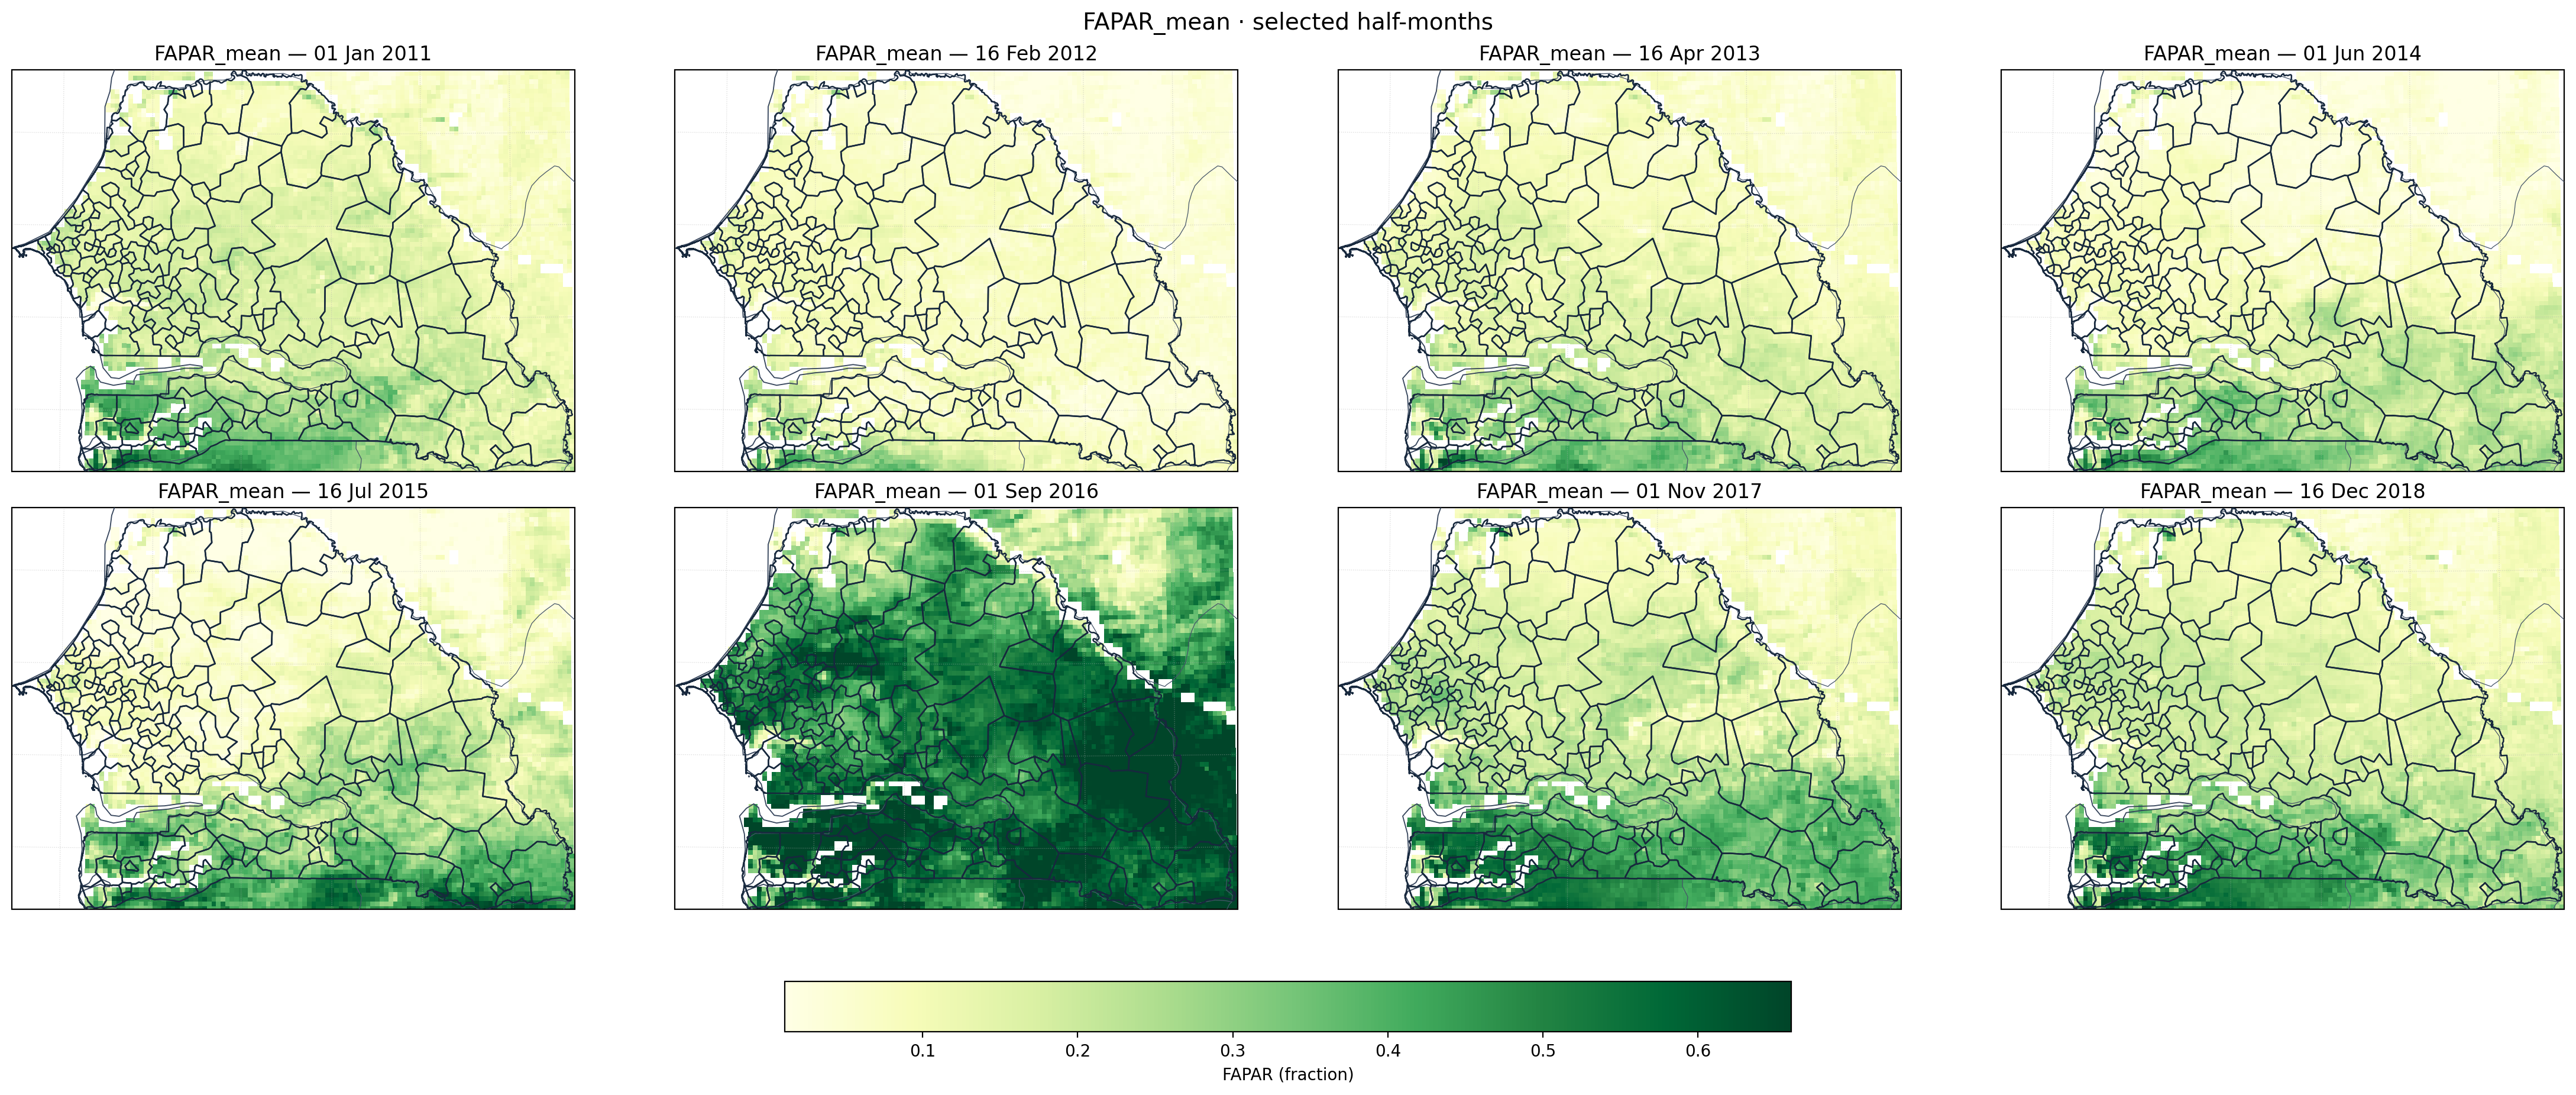 FAPAR_mean · selected half-months
FAPAR_mean — 01 Jan 2011
FAPAR_mean — 16 Feb 2012
FAPAR_mean — 16 Apr 2013
FAPAR_mean — 01 Jun 2014
FAPAR_mean — 16 Jul 2015
FAPAR_mean — 01 Sep 2016
FAPAR_mean — 01 Nov 2017
FAPAR_mean — 16 Dec 2018
0.1 0.2 0.3 0.4 0.5 0.6
FAPAR (fraction)